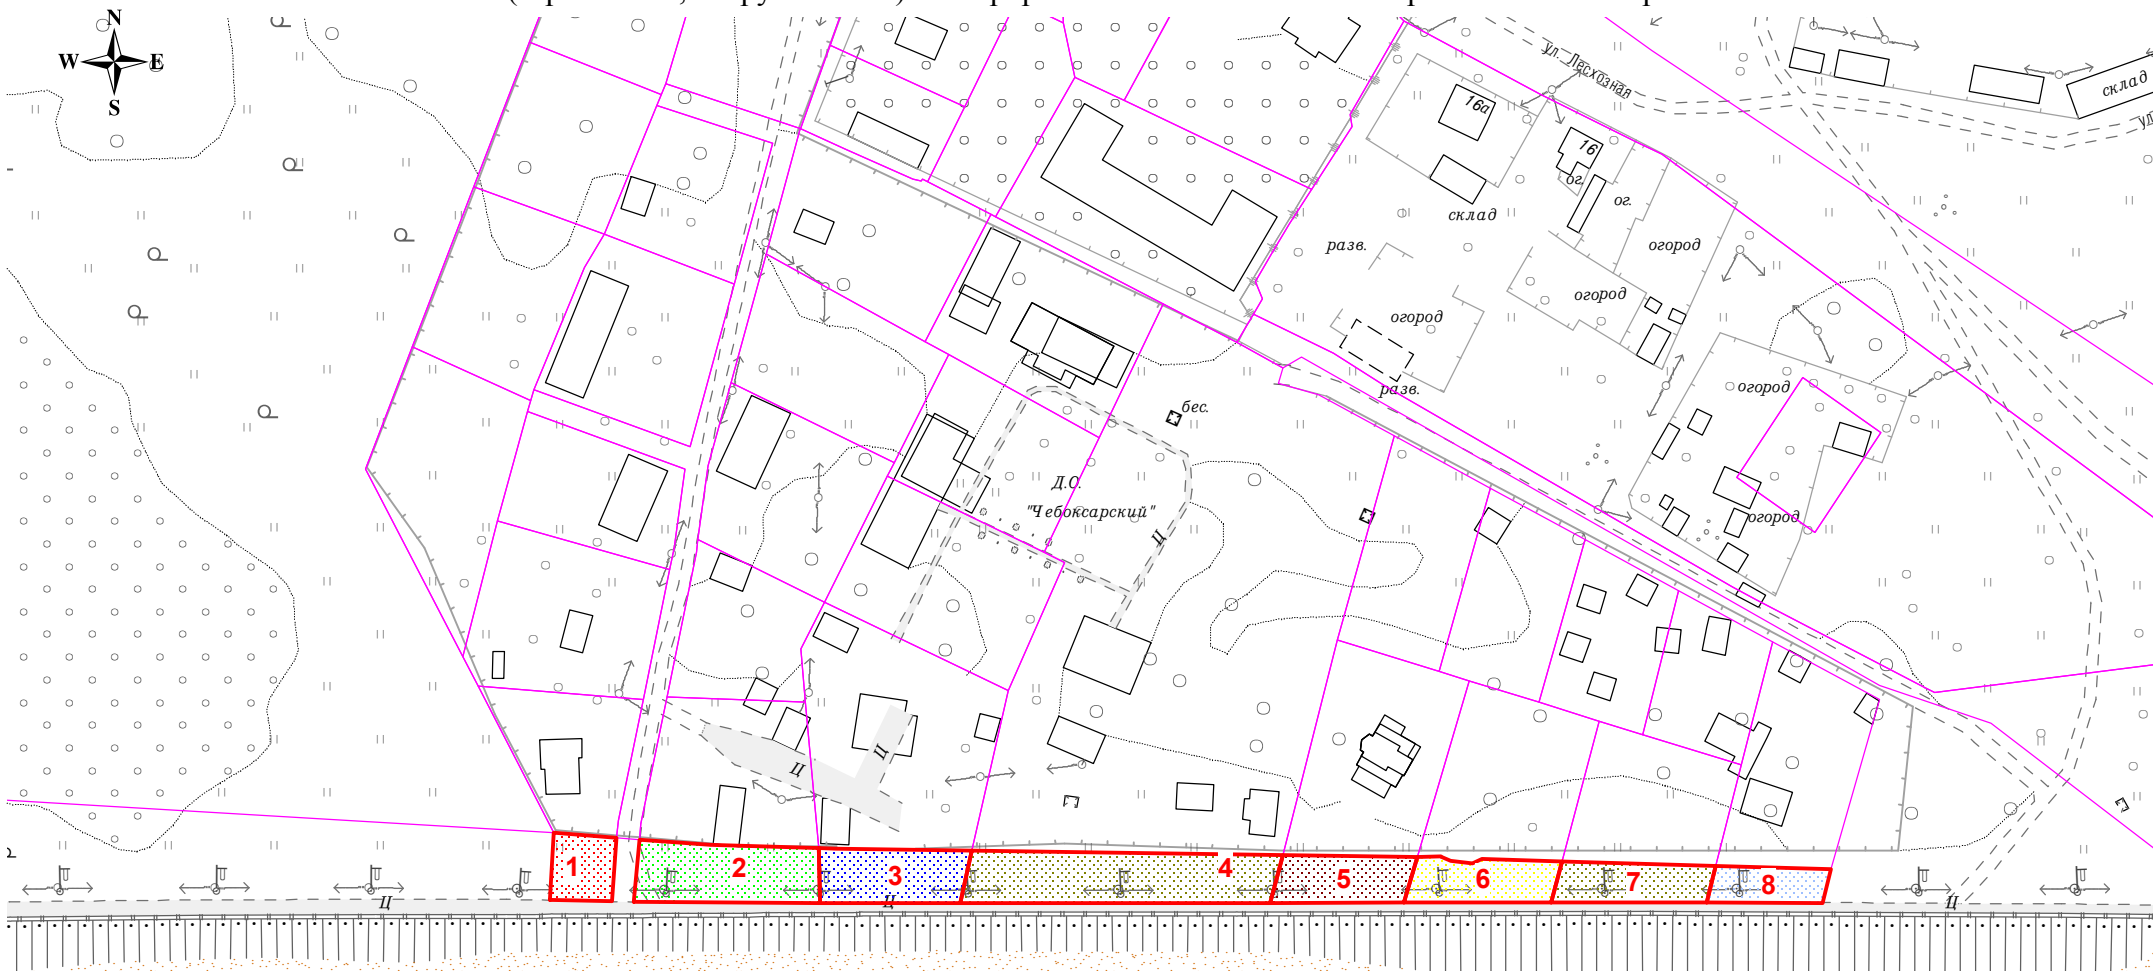 N
W E
S
ул. Лесхозная
склад
ул
16а
16
ог.
ог.
склад
разв.
огород
огород
огород
разв.
огород
бес.
Д.О.
"Чебоксарский"
огород
Ц
Ц
Ц
1
2
3
4
5
6
7
8
Ц
Ц
Ц